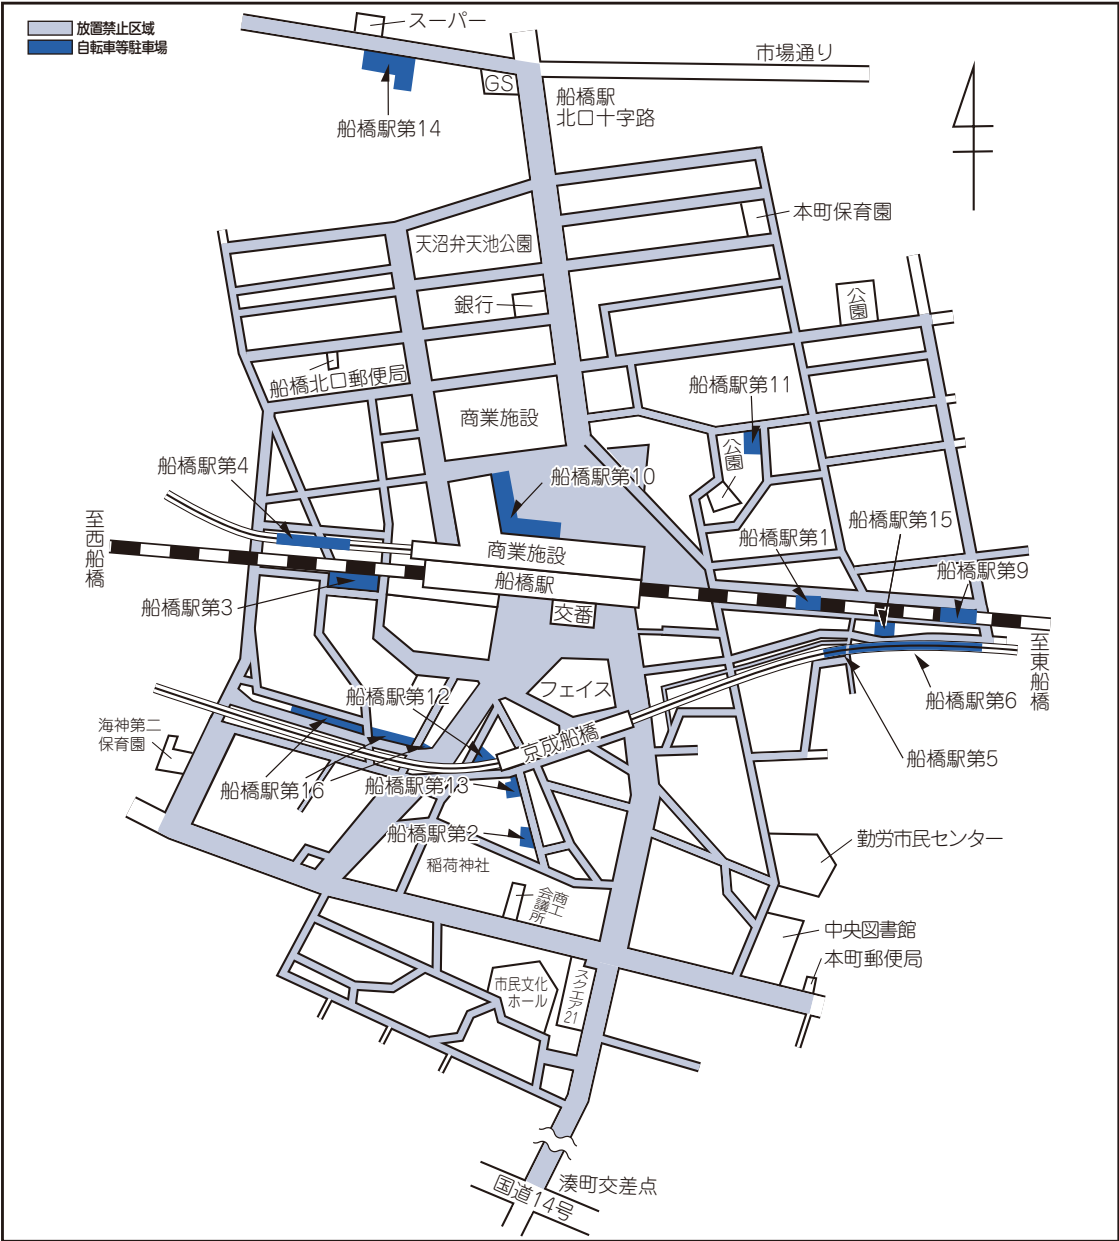 放置禁止区域
自転車等駐車場
スーパー
市場通り
GS
船橋駅
北口十字路
船橋駅第14
本町保育園
天沼弁天池公園
公園
銀行
船橋北口郵便局
船橋駅第11
商業施設
公園
船橋駅第4
船橋駅第10
船橋駅第15
至西船橋
船橋駅第1
商業施設
船橋駅
船橋駅第9
船橋駅第3
交番
至東船橋
フェイス
船橋駅第12
船橋駅第6
海神第二
保育園
京成船橋
船橋駅第5
船橋駅第16
船橋駅第13
船橋駅第2
勤労市民センター
稲荷神社
商工
会議所
中央図書館
本町郵便局
市民文化
ホール
スクエア21
湊町交差点
国道14号